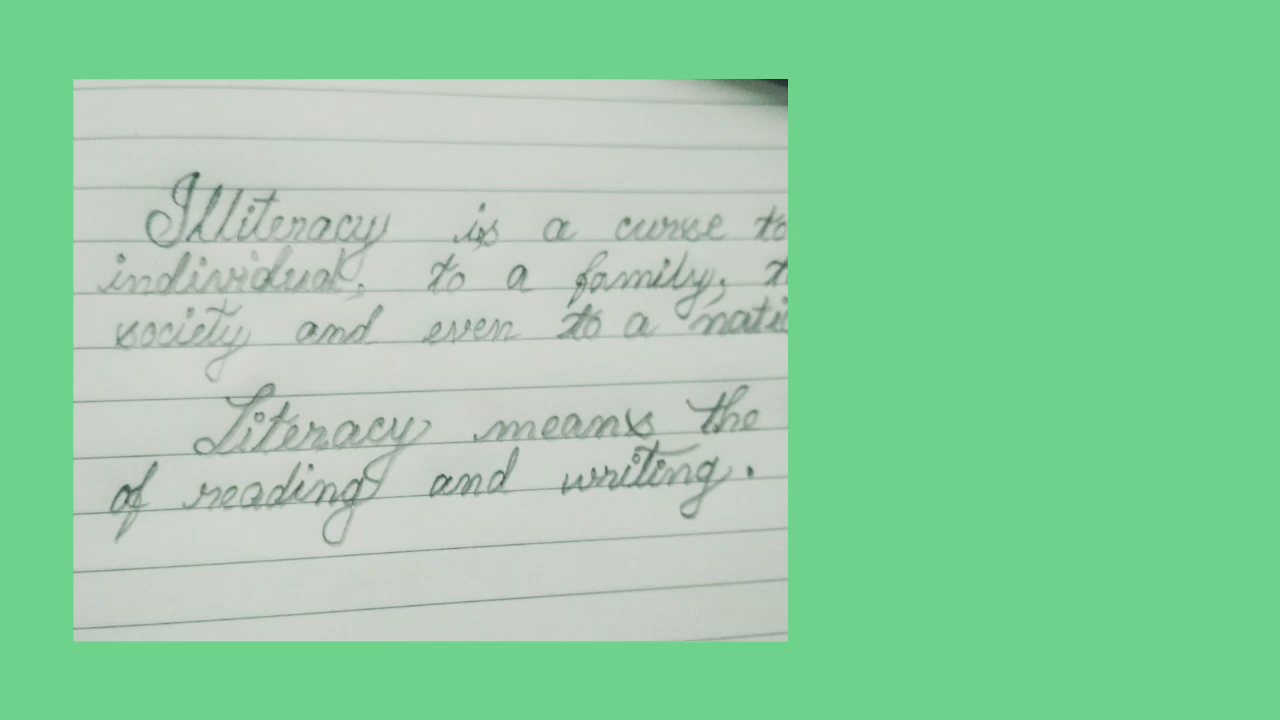 Illiteracy is a curse to
individual, to a family,
society and even to a
Literacy means the
of reading and writing.